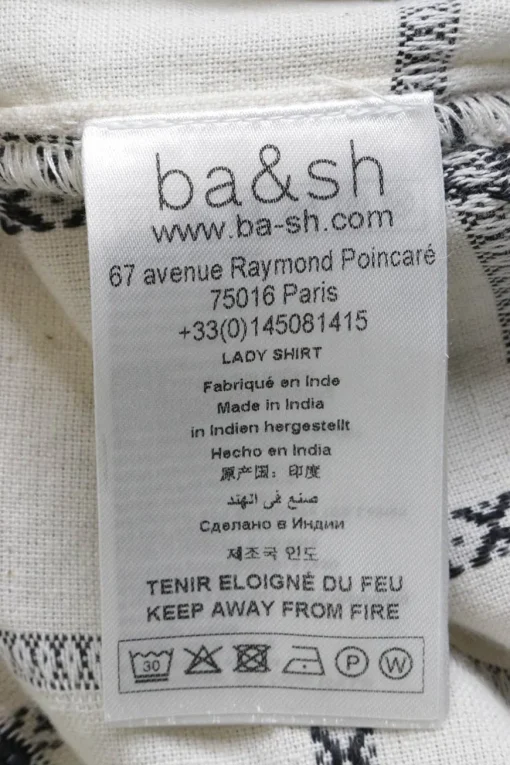 ba&sh
www.ba-sh.com
67 avenue Raymond Poincaré
75016 Paris
+33(0)145081415
LADY SHIRT
Fabriqué en Inde
Made in India
in Indien hergestellt
Hecho en India
原产国：印度
صنع في الهند
Сделано в Индии
제조국 인도
TENIR ELOIGNÉ DU FEU
KEEP AWAY FROM FIRE
30 P W